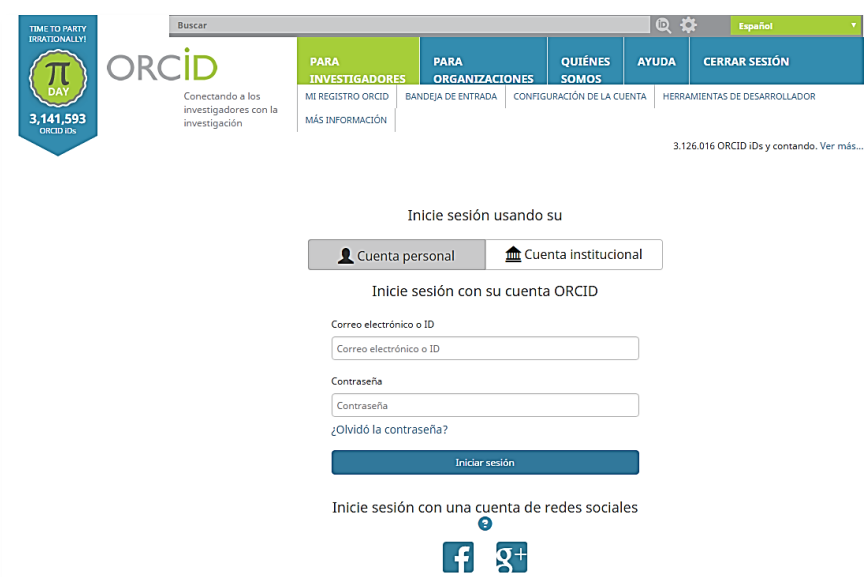 TIME TO PARTY
IRRATIONALLY!
π
DAY
3,141,593
ORCID iDs
Buscar
iD
Español
ORCiD
Conectando a los
investigadores con la
investigación
PARA
INVESTIGADORES
PARA
ORGANIZACIONES
QUIÉNES
SOMOS
AYUDA
CERRAR SESIÓN
MI REGISTRO ORCID
BANDEJA DE ENTRADA
CONFIGURACIÓN DE LA CUENTA
HERRAMIENTAS DE DESARROLLADOR
MÁS INFORMACIÓN
3.126.016 ORCID iDs y contando. Ver más...
Inicie sesión usando su
Cuenta personal
Cuenta institucional
Inicie sesión con su cuenta ORCID
Correo electrónico o ID
Correo electrónico o ID
Contraseña
Contraseña
¿Olvidó la contraseña?
Iniciar sesión
Inicie sesión con una cuenta de redes sociales
?
f
g+